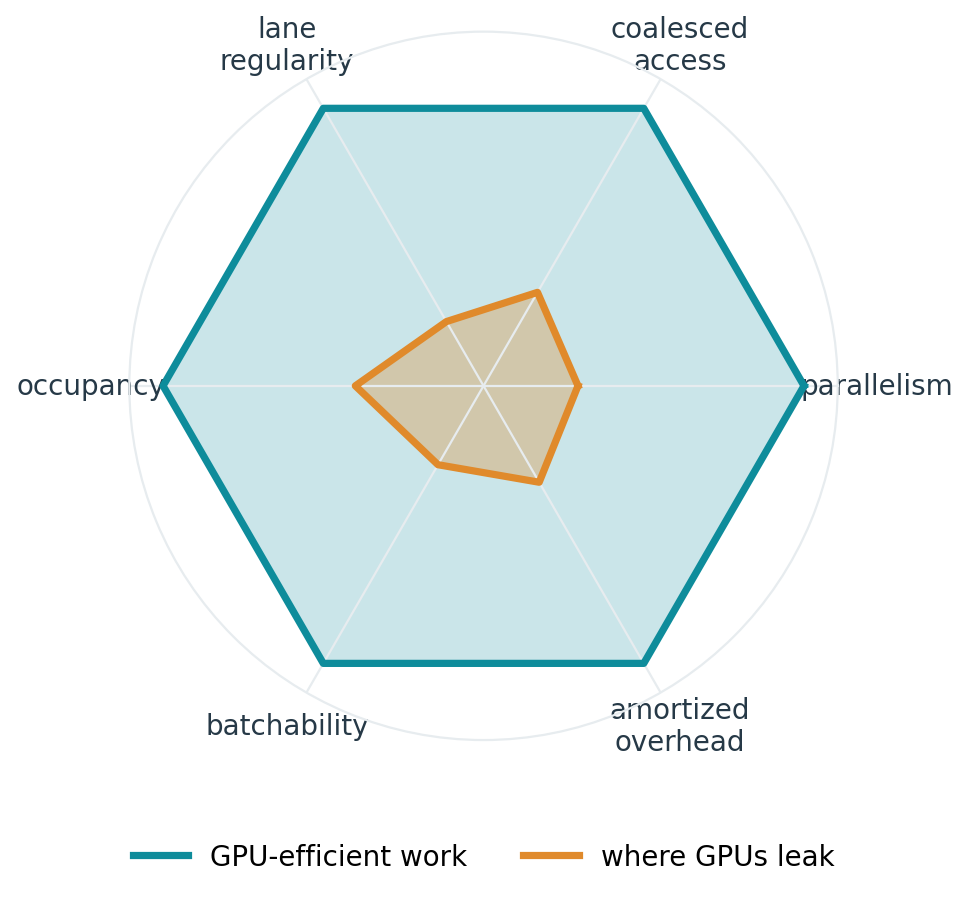 lane
regularity
coalesced
access
occupancy
parallelism
batchability
amortized
overhead
GPU-efficient work
where GPUs leak